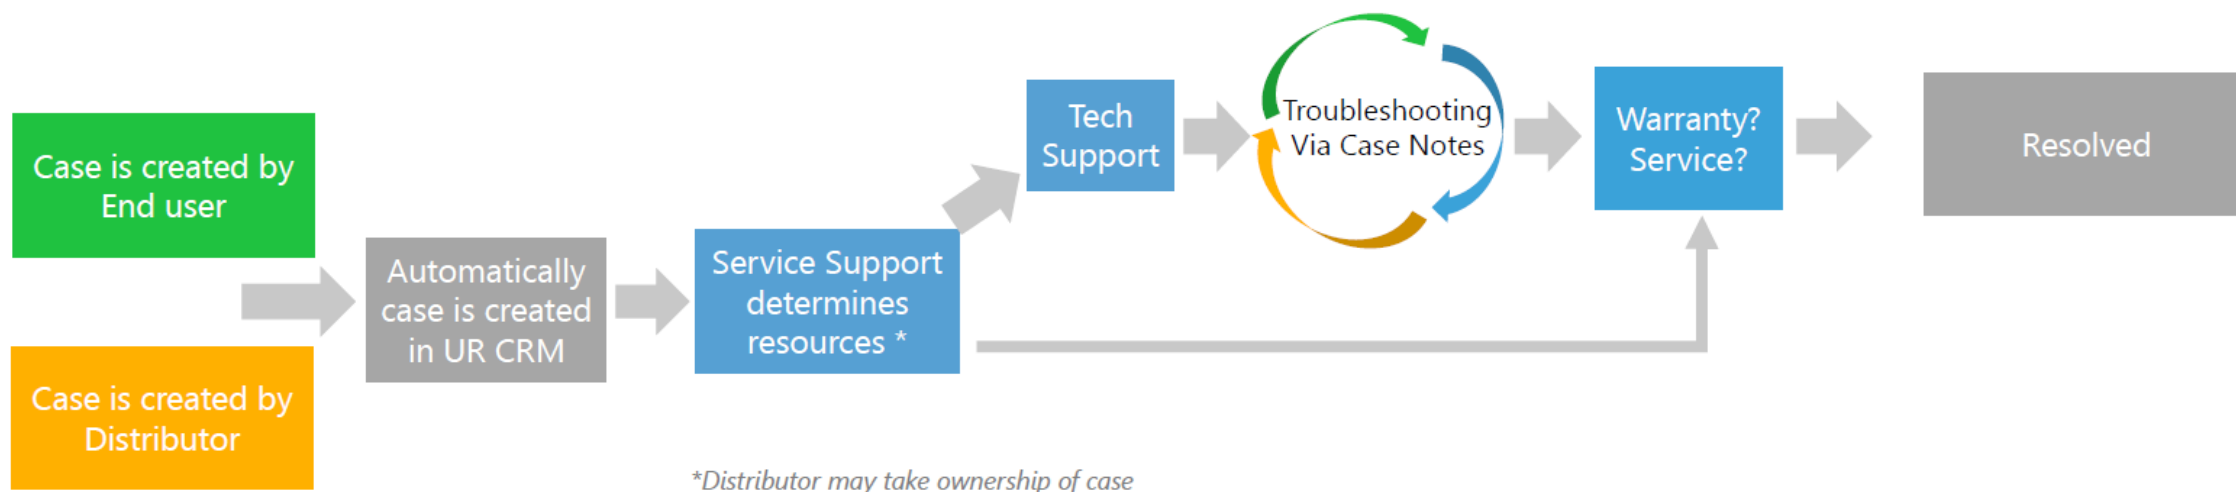 Case is created by
End user
Case is created by
Distributor
Automatically
case is created
in UR CRM
Service Support
determines
resources *
Tech
Support
Troubleshooting
Via Case Notes
Warranty?
Service?
Resolved
*Distributor may take ownership of case